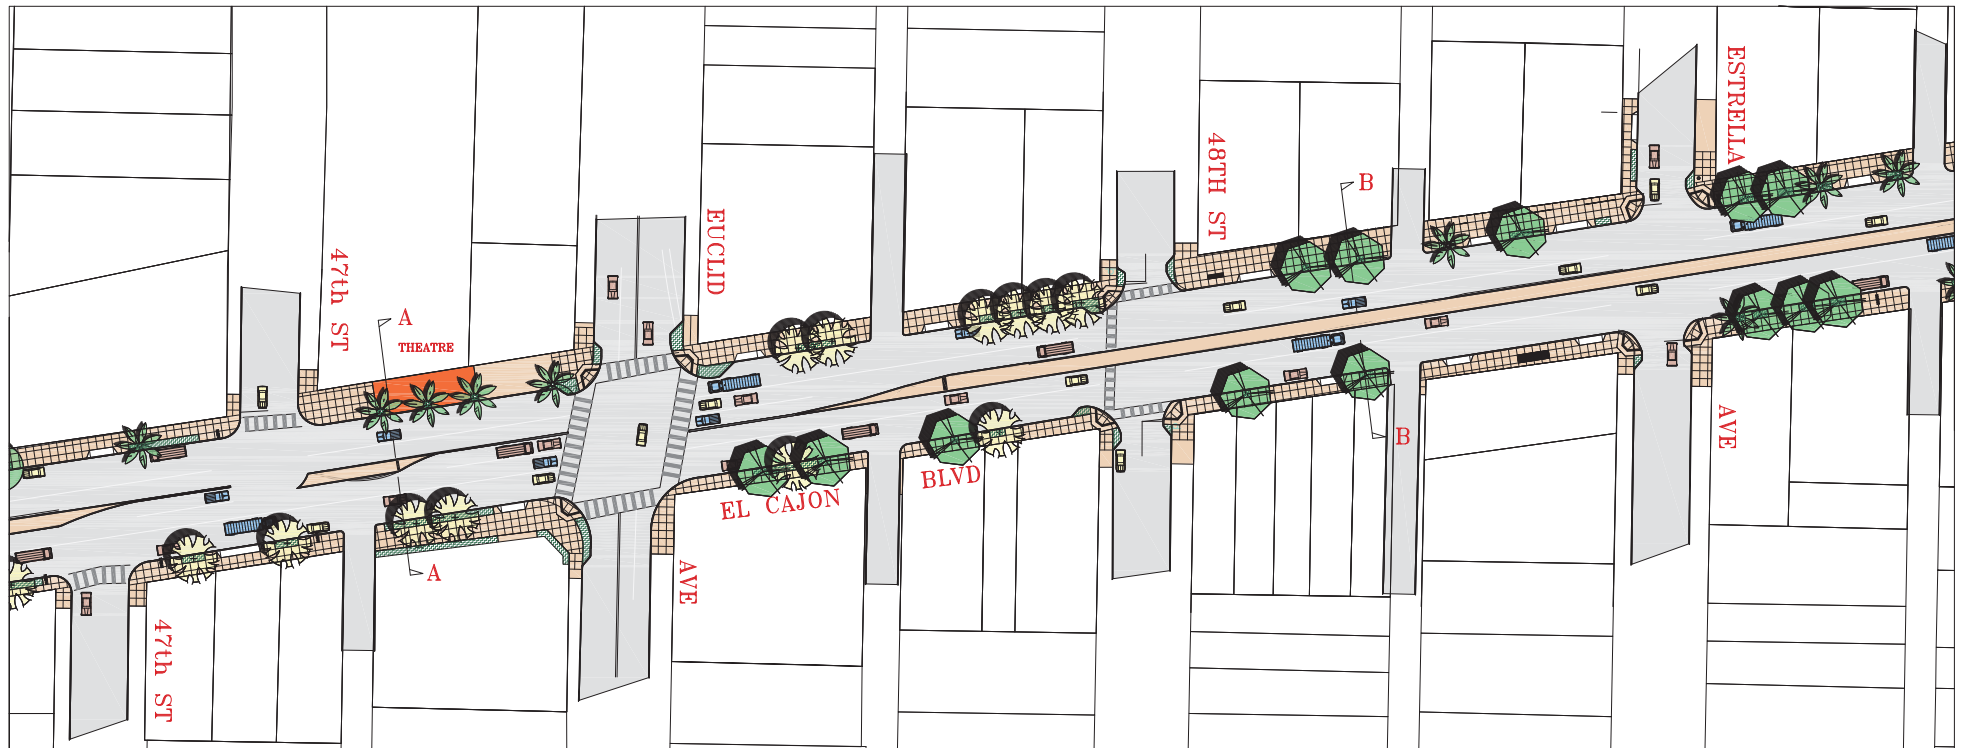 47th ST
A
THEATRE
EUCLID
48TH ST
B
ESTRELLA
AVE
B
BLVD
EL CAJON
A
AVE
47th ST